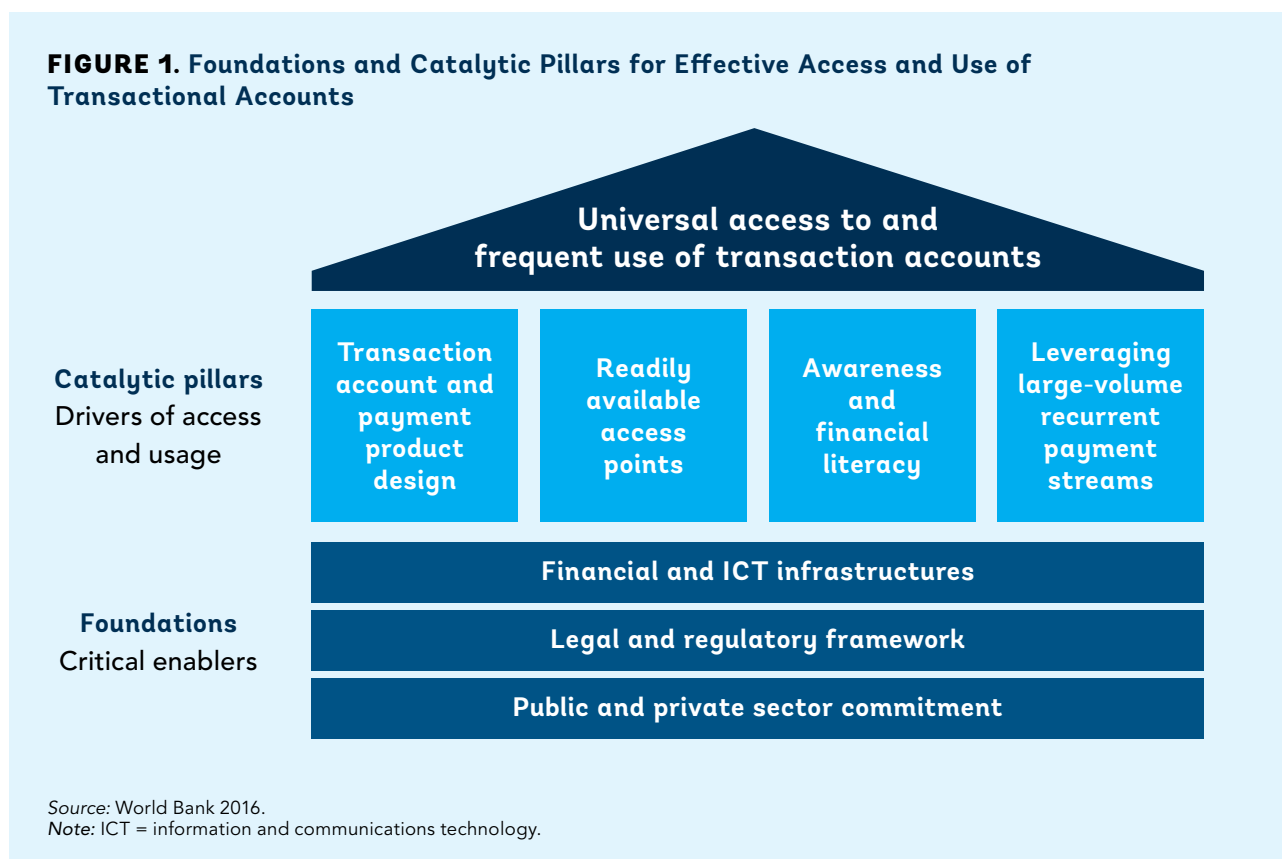 FIGURE 1. Foundations and Catalytic Pillars for Effective Access and Use of
Transactional Accounts
Universal access to and
frequent use of transaction accounts
Catalytic pillars
Drivers of access
and usage
Transaction
account and
payment
product
design
Readily
available
access
points
Awareness
and
financial
literacy
Leveraging
large-volume
recurrent
payment
streams
Foundations
Critical enablers
Financial and ICT infrastructures
Legal and regulatory framework
Public and private sector commitment
Source: World Bank 2016.
Note: ICT = information and communications technology.